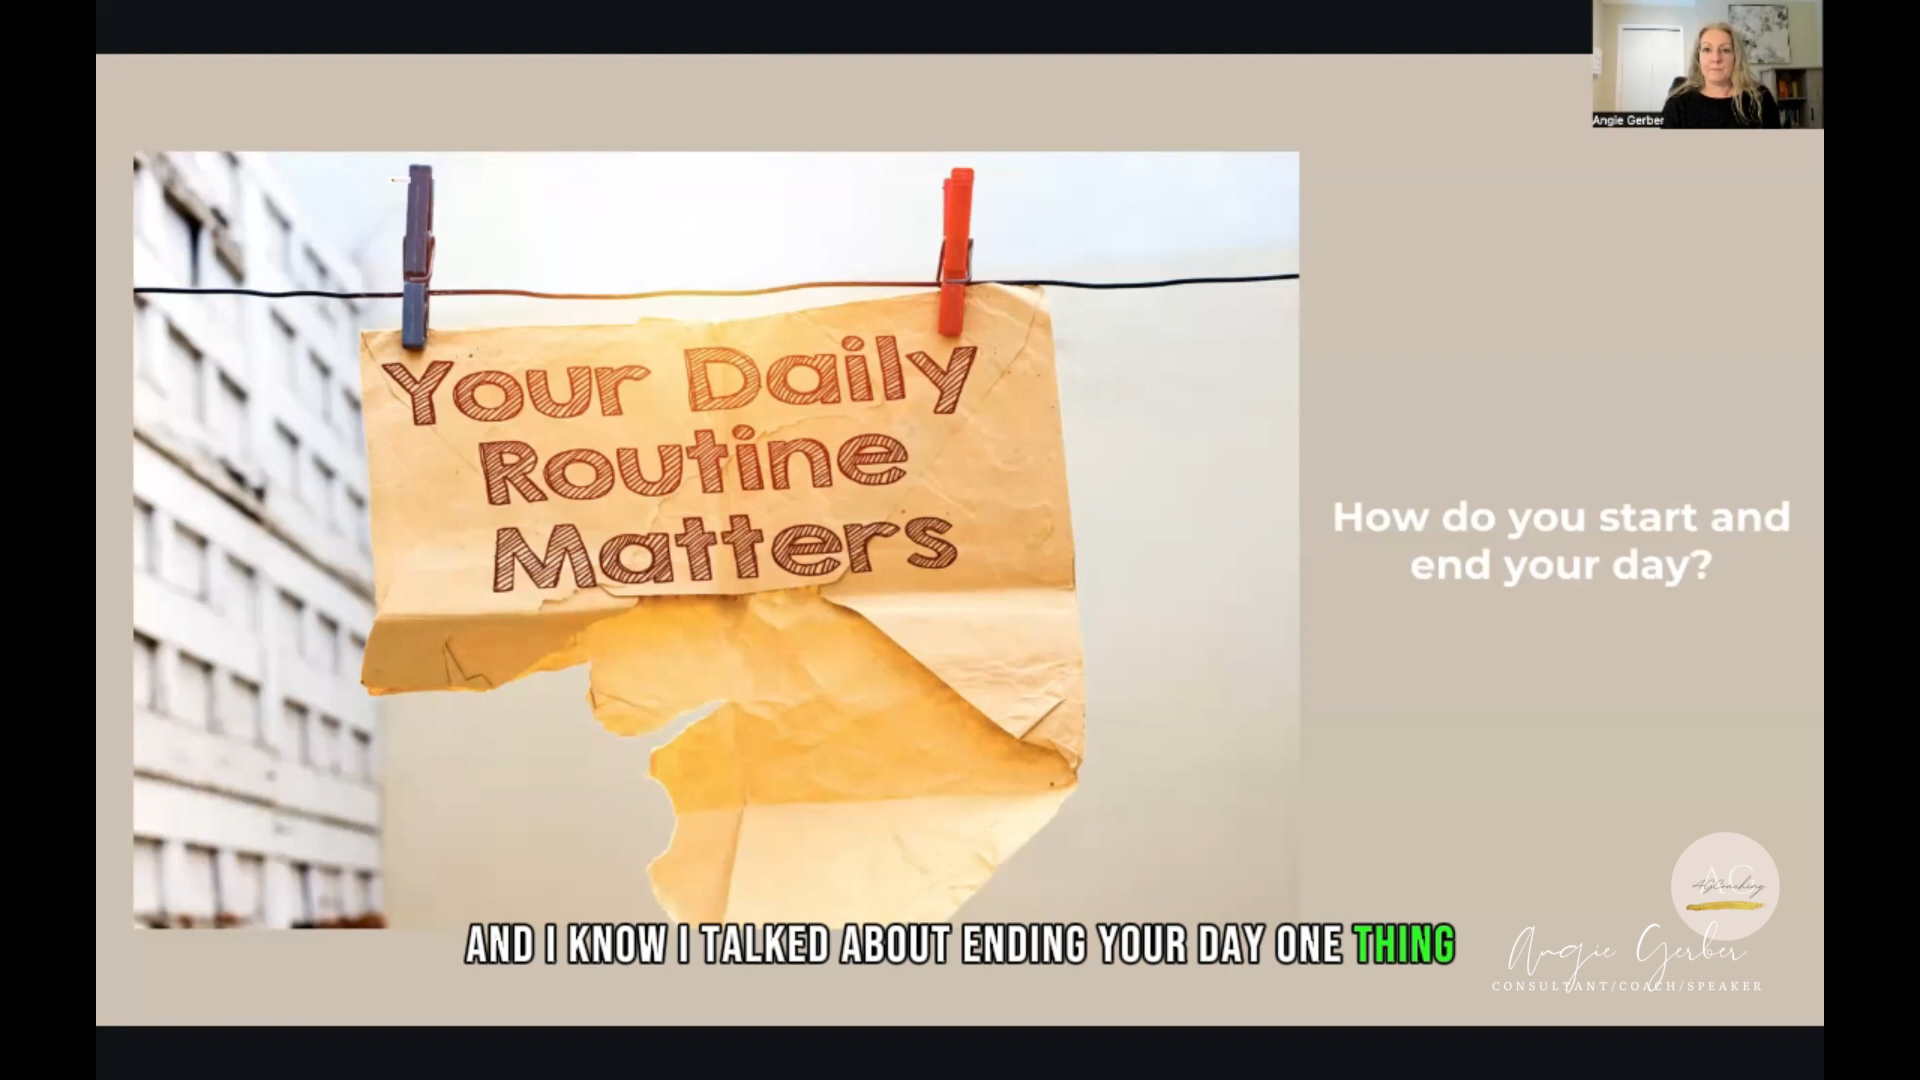 Angie Gerber
Your Daily
Routine
Matters
How do you start and
end your day?
AND I KNOW I TALKED ABOUT ENDING YOUR DAY ONE THING
AG
AGCoaching
Angie Gerber
CONSULTANT/COACH/SPEAKER